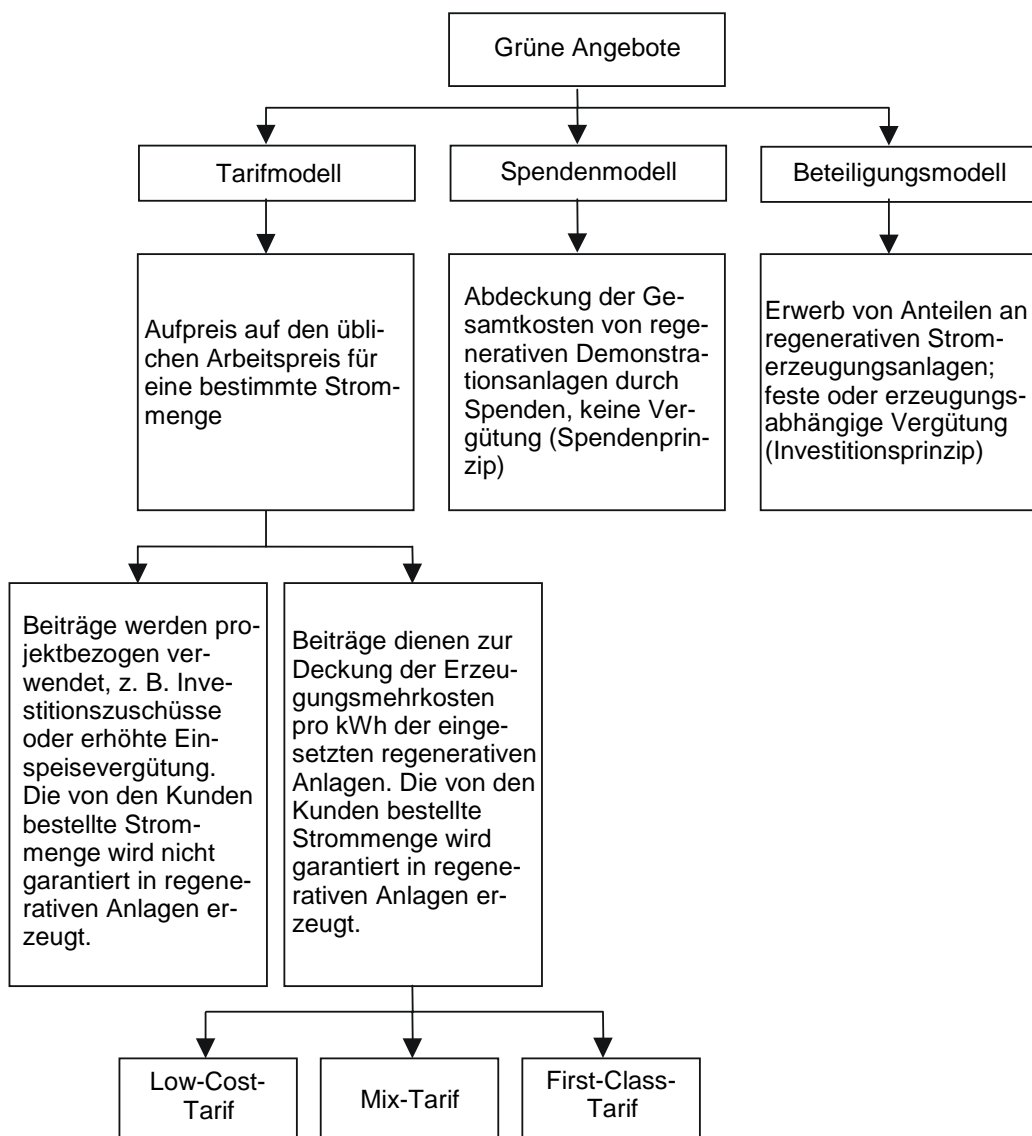 Grüne Angebote
Tarifmodell
Spendenmodell
Beteiligungsmodell
Aufpreis auf den übli-
chen Arbeitspreis für
eine bestimmte Strom-
menge
Abdeckung der Ge-
samtkosten von rege-
nerativen Demonstra-
tionsanlagen durch
Spenden, keine Ver-
gütung (Spendenprin-
zip)
Erwerb von Anteilen an
regenerativen Strom-
erzeugungsanlagen;
feste oder erzeugungs-
abhängige Vergütung
(Investitionsprinzip)
Beiträge werden pro-
jektbezogen ver-
wendet, z. B. Inve-
stitionszuschüsse
oder erhöhte Ein-
speisevergütung.
Die von den Kunden
bestellte Strom-
menge wird nicht
garantiert in regene-
rativen Anlagen er-
zeugt.
Beiträge dienen zur
Deckung der Erzeu-
gungsmehrkosten
pro kWh der einge-
setzten regenerativen
Anlagen. Die von den
Kunden bestellte
Strommenge wird
garantiert in regene-
rativen Anlagen er-
zeugt.
Low-Cost-
Tarif
Mix-Tarif
First-Class-
Tarif